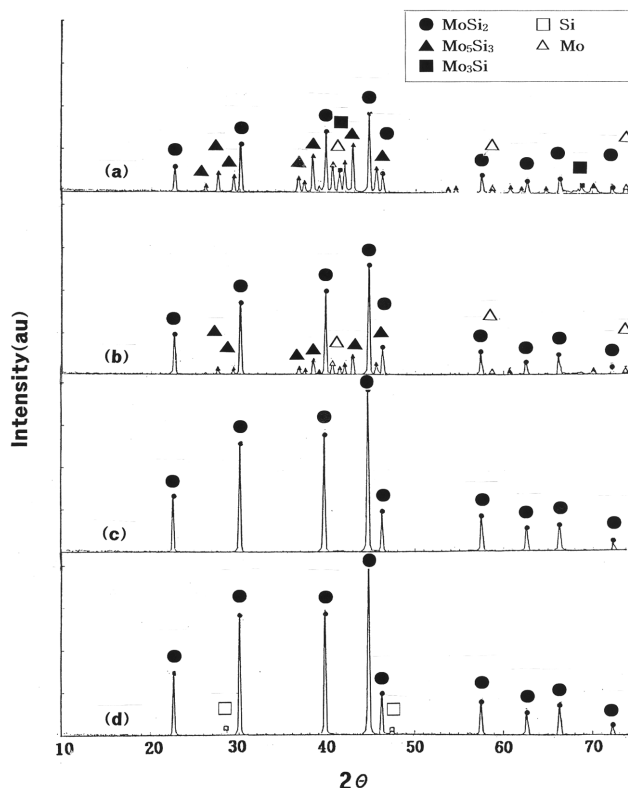 MoSi₂
Si
Mo₅Si₃
Mo
Mo₃Si
(a)
(b)
(c)
(d)
Intensity(au)
10 20 30 40 50 60 70
2θ